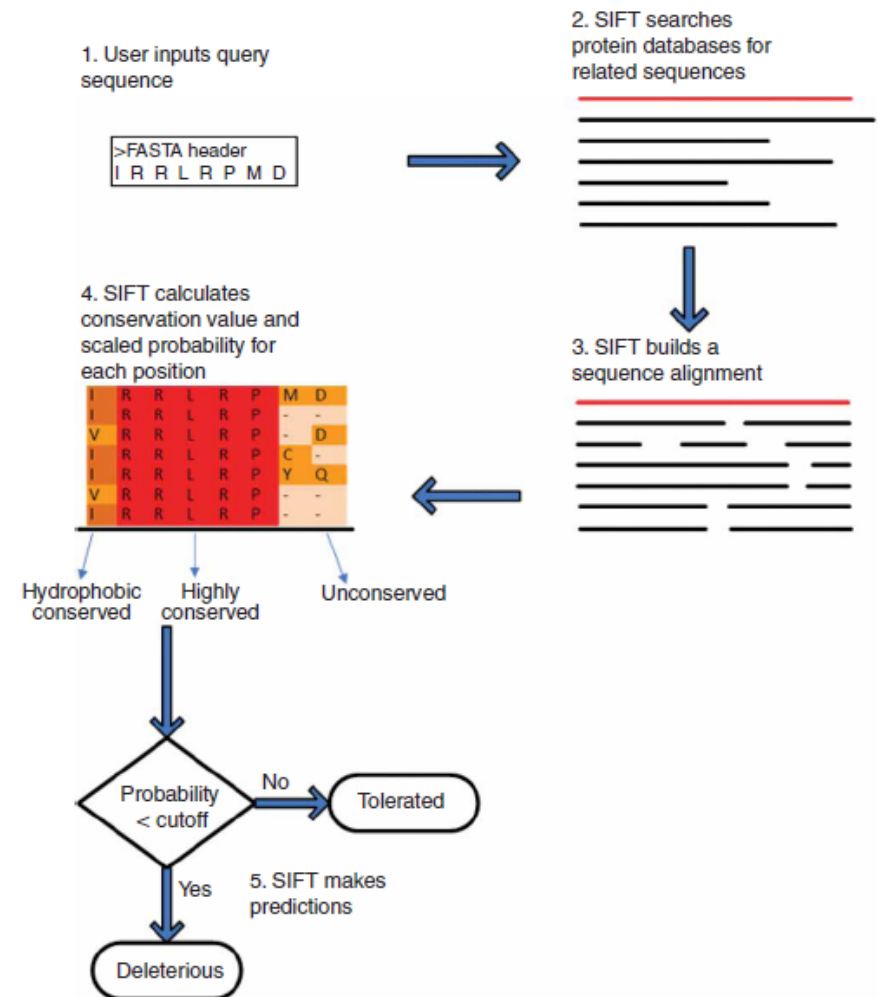 1. User inputs query
sequence
>FASTA header
I R R L R P M D
2. SIFT searches
protein databases for
related sequences
3. SIFT builds a
sequence alignment
4. SIFT calculates
conservation value and
scaled probability for
each position
I R R L R P M D
I R R L R P - -
V R R L R P - D
I R R L R P C -
I R R L R P Y Q
V R R L R P - -
I R R L R P - -
Hydrophobic
conserved
Highly
conserved
Unconserved
Probability
< cutoff
No
Tolerated
Yes
5. SIFT makes
predictions
Deleterious